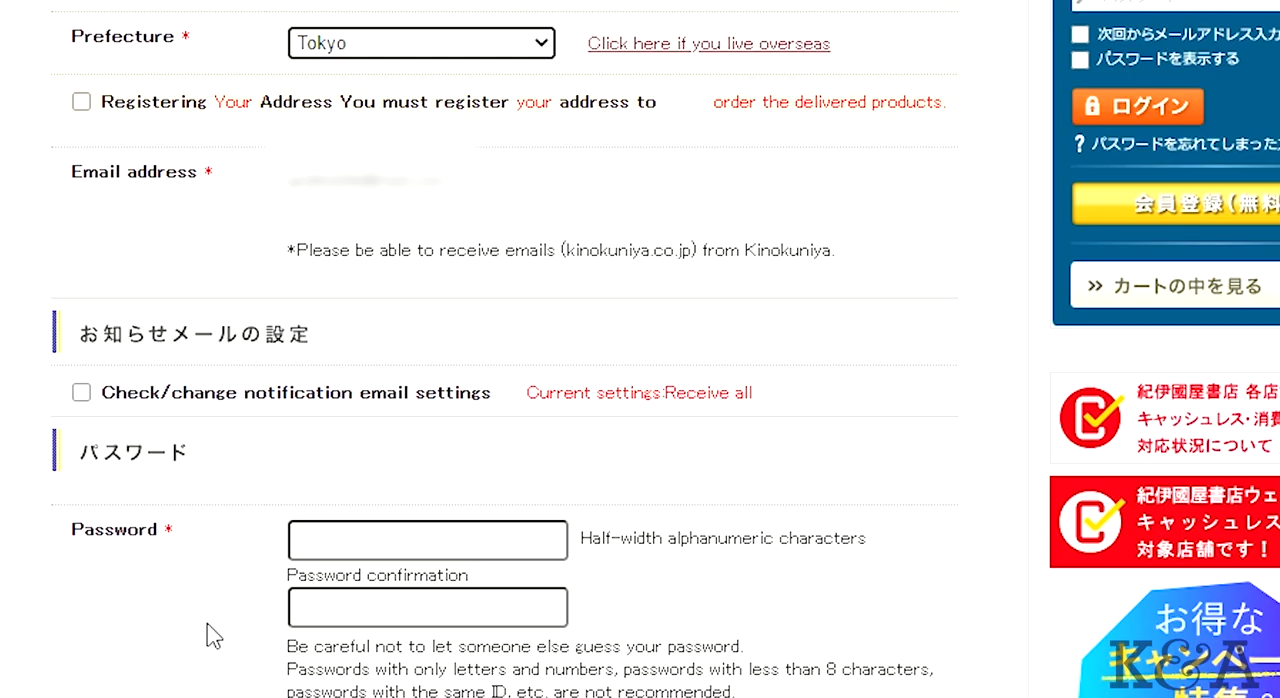 Prefecture *
Tokyo
Click here if you live overseas
Registering Your Address You must register your address to order the delivered products.
Email address *
*Please be able to receive emails (kinokuniya.co.jp) from Kinokuniya.
お知らせメールの設定
Check/change notification email settings
Current settings:Receive all
パスワード
Password *
Half-width alphanumeric characters
Password confirmation
Be careful not to let someone else guess your password.
Passwords with only letters and numbers, passwords with less than 8 characters,
passwords with the same ID, etc. are not recommended.
次回からメールアドレス入力
パスワードを表示する
ログイン
? パスワードを忘れてしまった
会員登録(無料
>> カートの中を見る
紀伊國屋書店 各店
キャッシュレス・消費
対応状況について
紀伊國屋書店ウェ
キャッシュレス
対象店舗です!
お得な
キャンペー
K&A